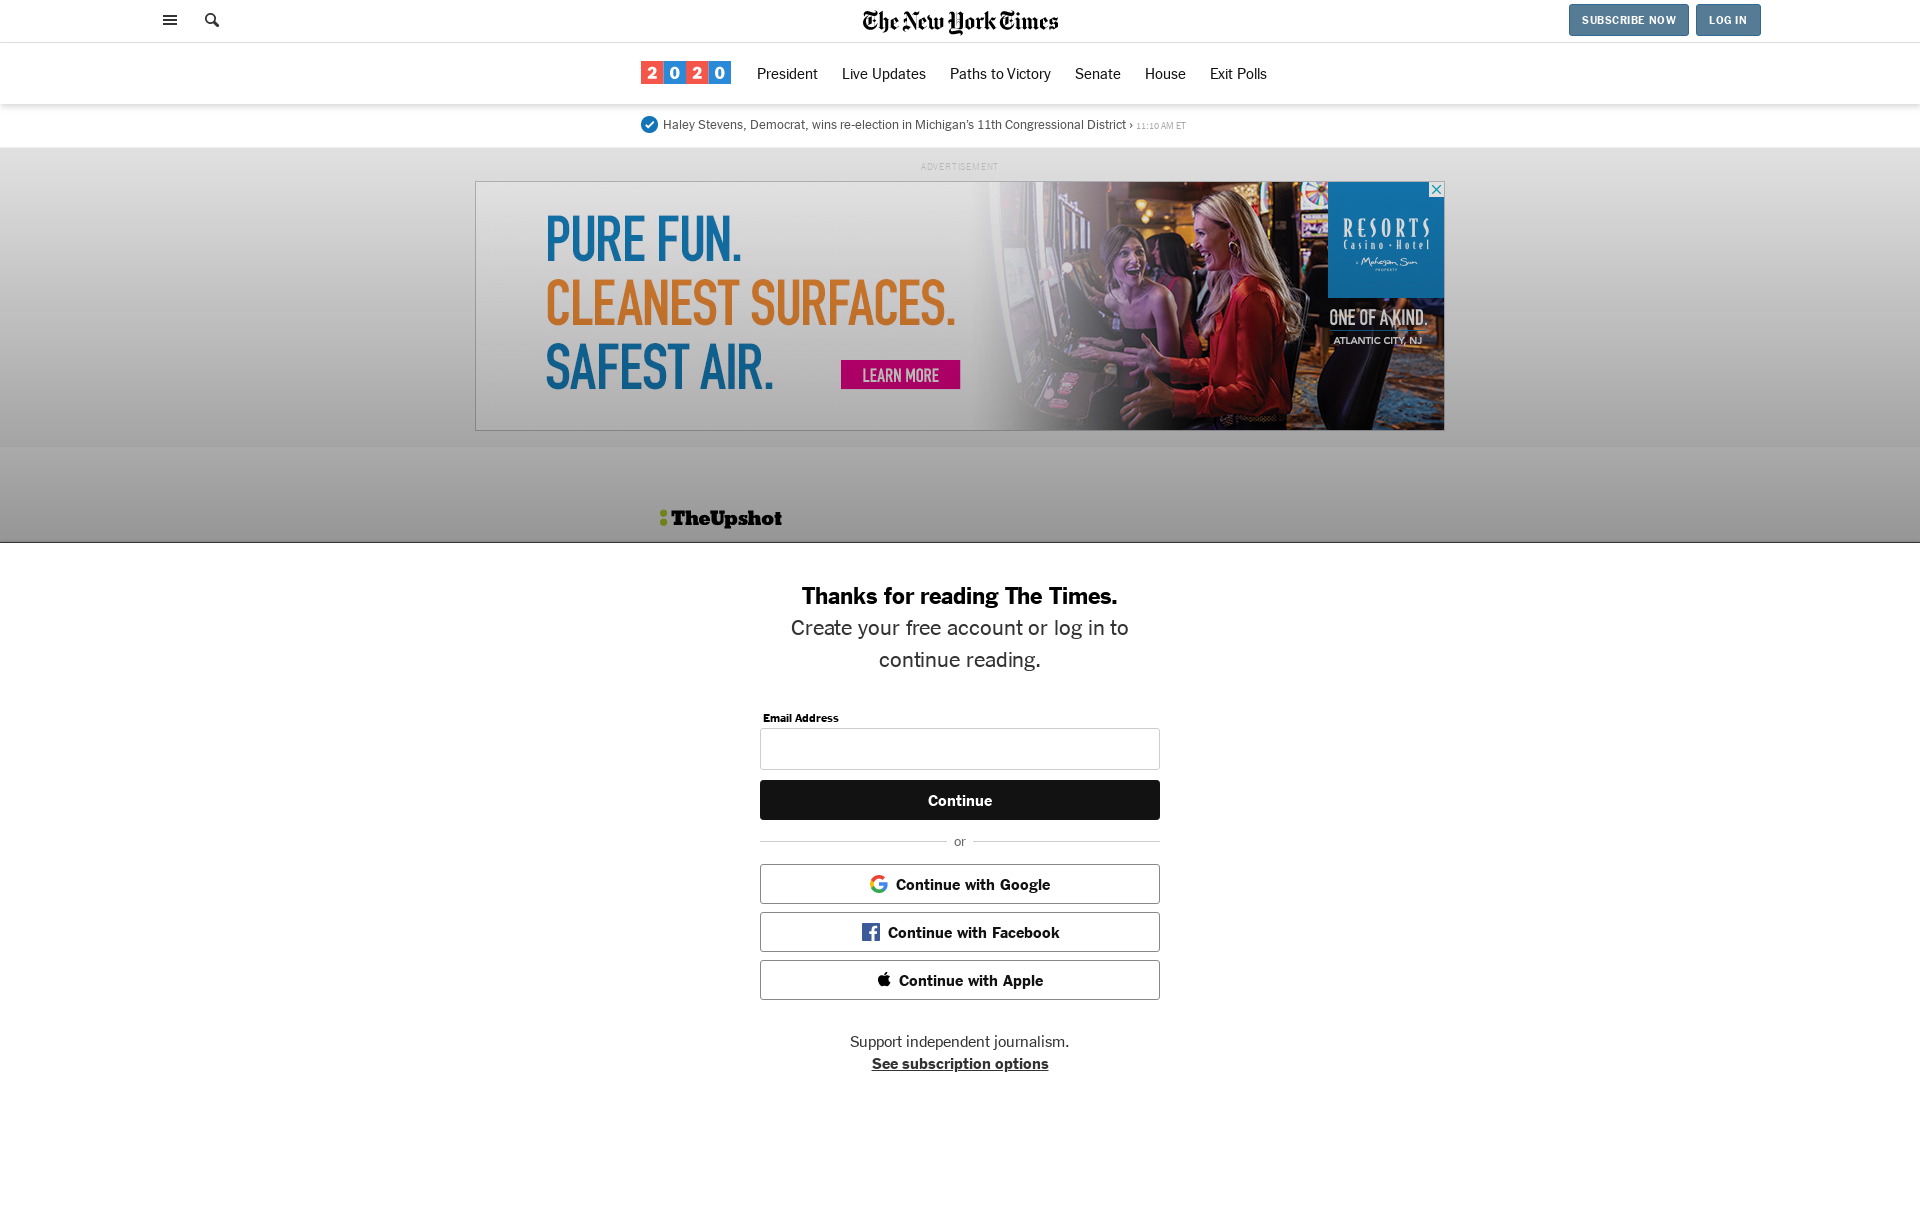 The New York Times
SUBSCRIBE NOW
LOG IN
2020
President
Live Updates
Paths to Victory
Senate
House
Exit Polls
Haley Stevens, Democrat, wins re-election in Michigan’s 11th Congressional District › 11:10 AM ET
ADVERTISEMENT
PURE FUN.
CLEANEST SURFACES.
SAFEST AIR.
LEARN MORE
RESORTS
Casino • Hotel
a Mohegan Sun
PROPERTY
ONE OF A KIND.
ATLANTIC CITY, NJ
TheUpshot
Thanks for reading The Times.
Create your free account or log in to
continue reading.
Email Address
Continue
or
Continue with Google
Continue with Facebook
Continue with Apple
Support independent journalism.
See subscription options